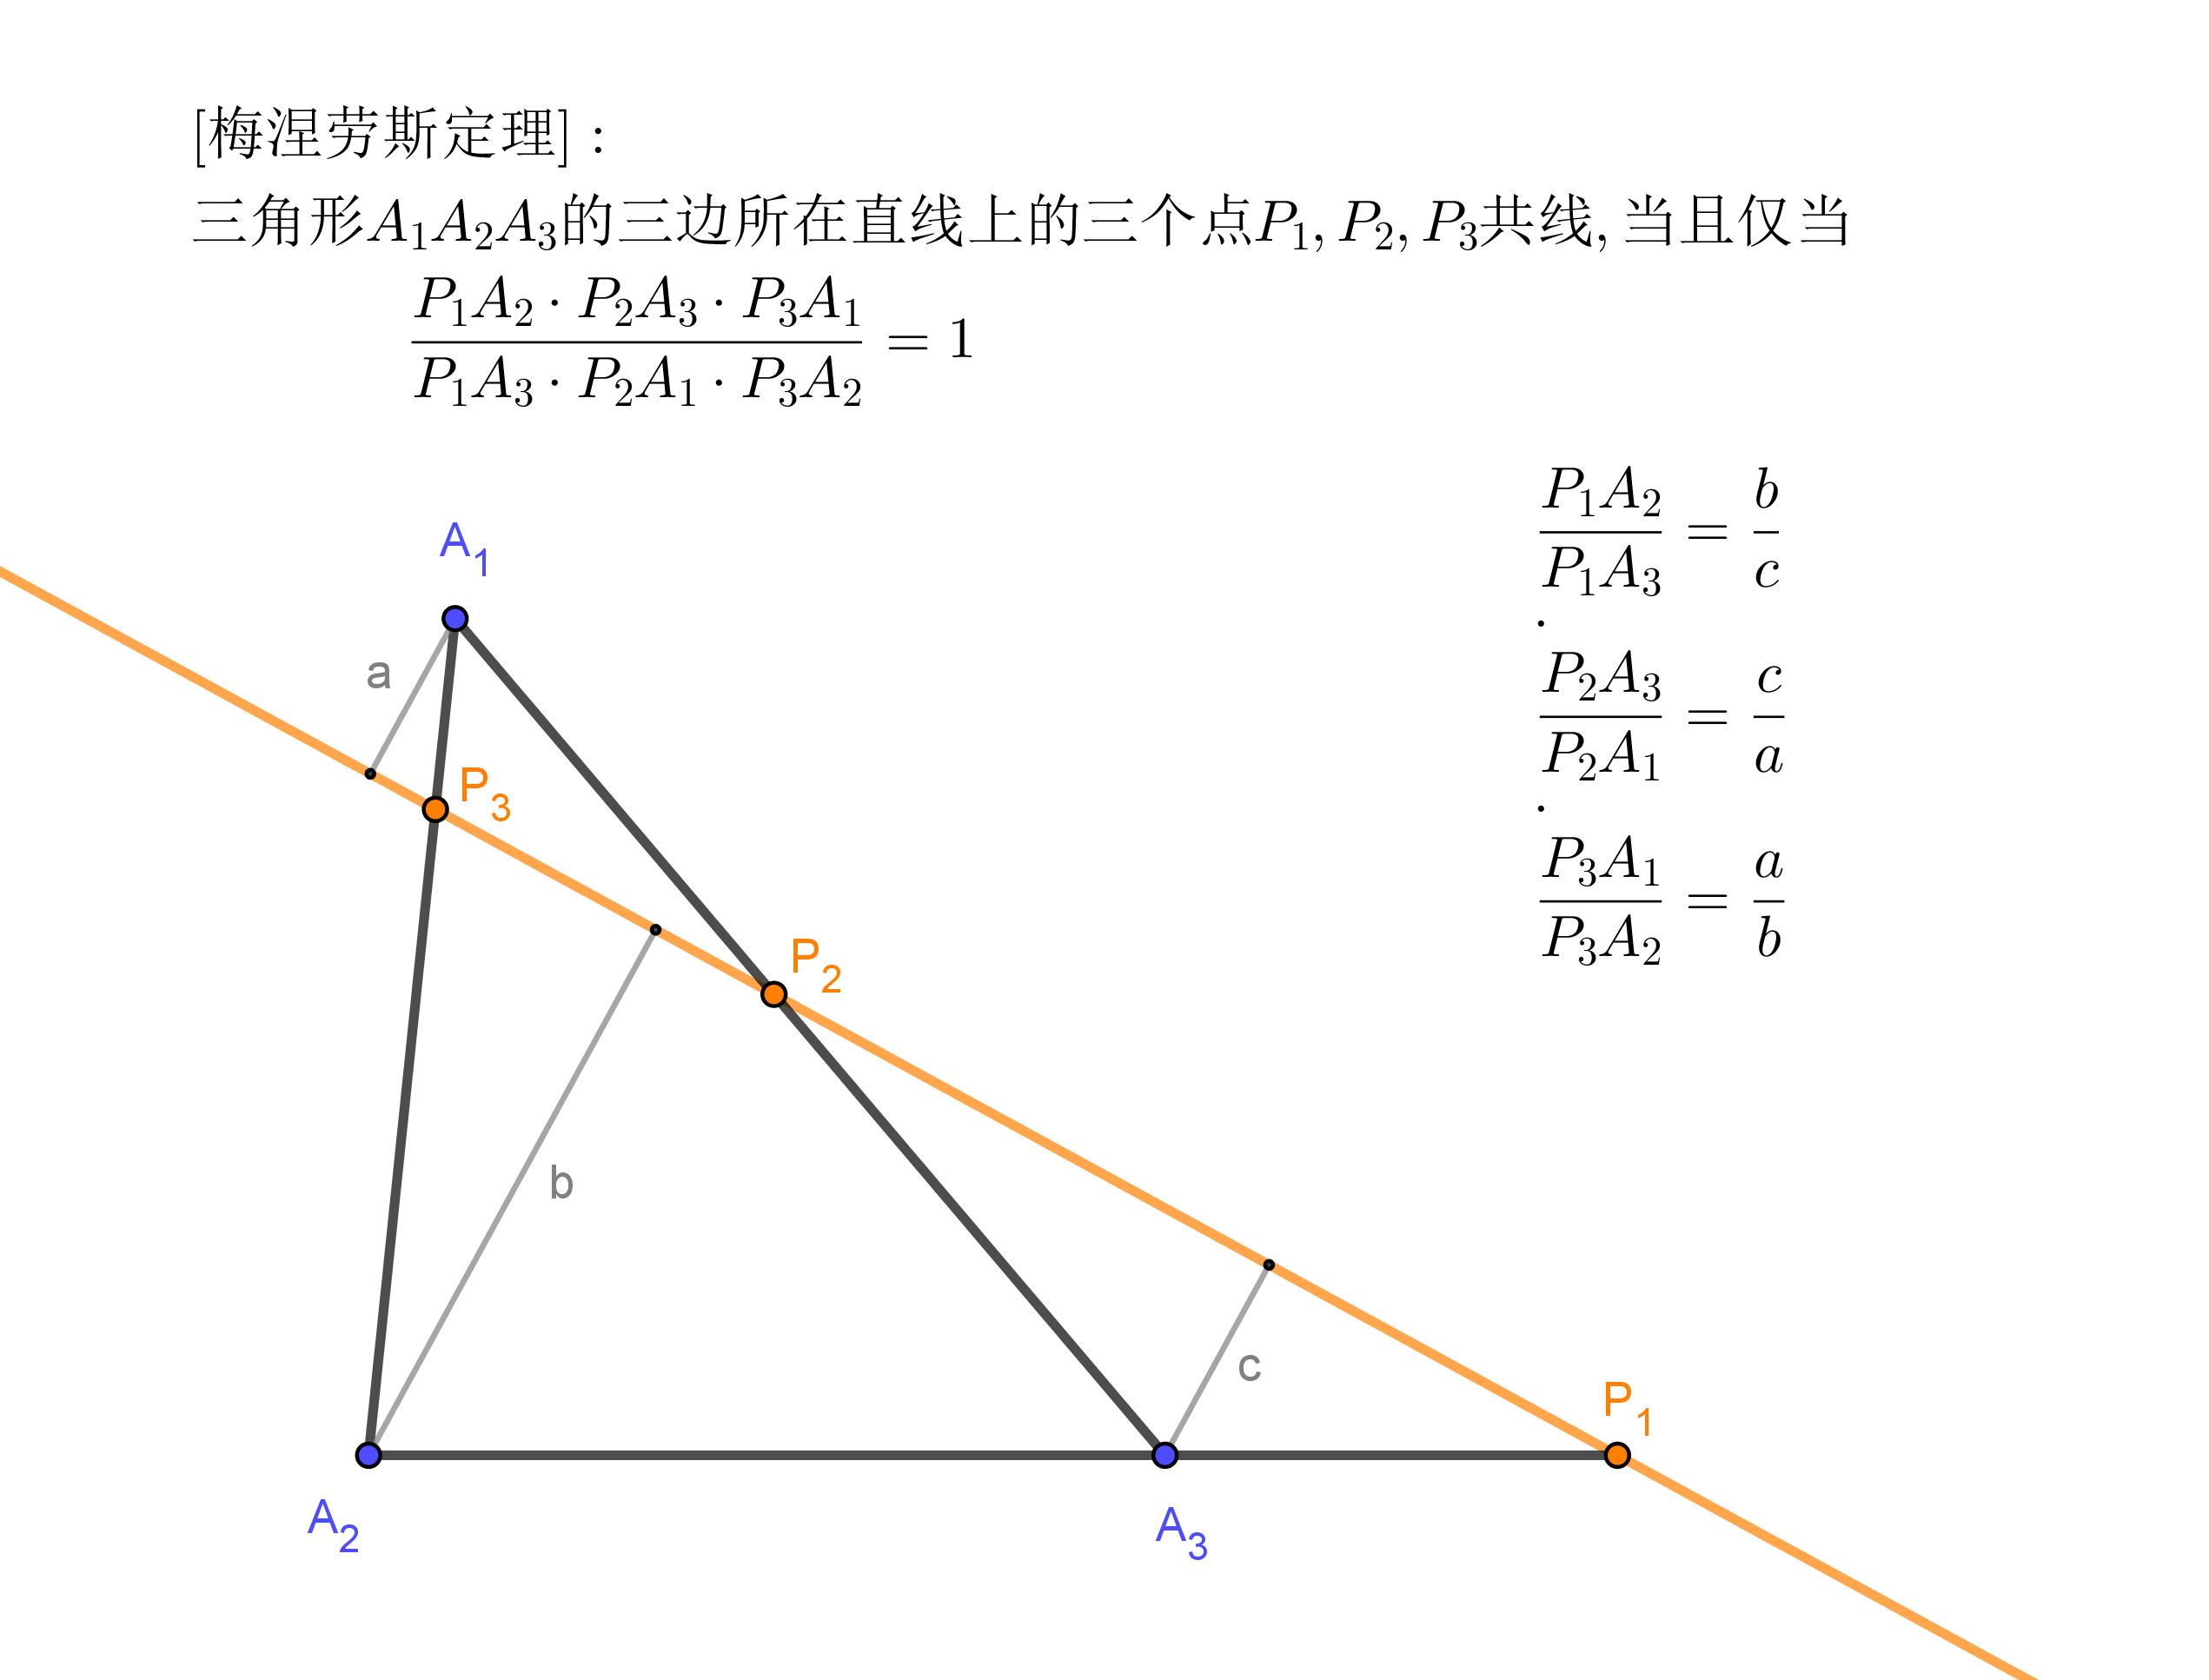 [梅涅劳斯定理] :
三角形A₁A₂A₃的三边所在直线上的三个点P₁, P₂, P₃共线, 当且仅当
P₁A₂ · P₂A₃ · P₃A₁
P₁A₃ · P₂A₁ · P₃A₂
= 1
P₁A₂/P₁A₃ = b/c
·
P₂A₃/P₂A₁ = c/a
·
P₃A₁/P₃A₂ = a/b
A₁
a
P₃
P₂
b
c
P₁
A₂
A₃